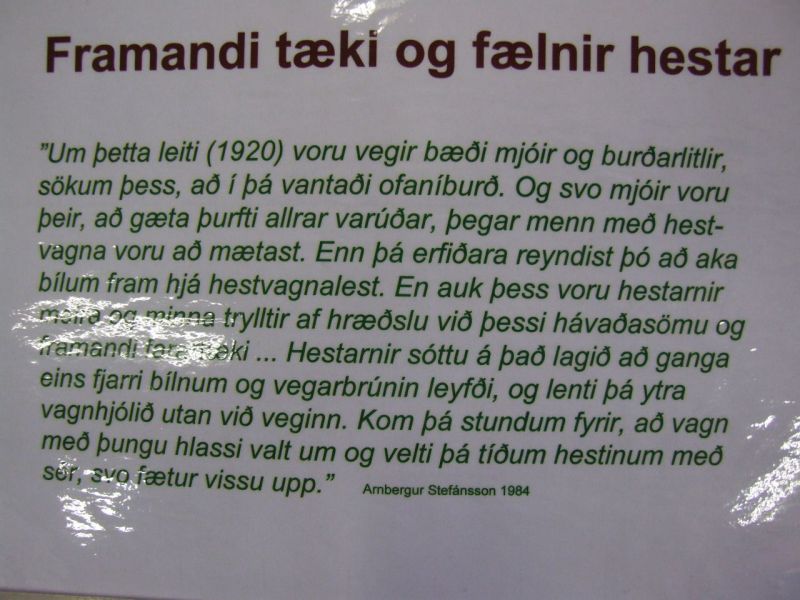 Framandi tæki og fælnir hestar
"Um þetta leiti (1920) voru vegir bæði mjóir og burðarlitlir,
sökum þess, að í þá vantaði ofaníburð. Og svo mjóir voru
þeir, að gæta þurfti allrar varúðar, þegar menn með hest-
vagna voru að mætast. Enn þá erfiðara reyndist þó að aka
bílum fram hjá hestvagnalest. En auk þess voru hestarnir
meira og minna trylltir af hræðslu við þessi hávaðasömu og
framandi faratæki ... Hestarnir sóttu á það lagið að ganga
eins fjarri bílnum og vegarbrúnin leyfði, og lenti þá ytra
vagnhjólið utan við veginn. Kom þá stundum fyrir, að vagn
með þungu hlassi valt um og velti þá tíðum hestinum með
sér, svo fætur vissu upp." Arnbergur Stefánsson 1984